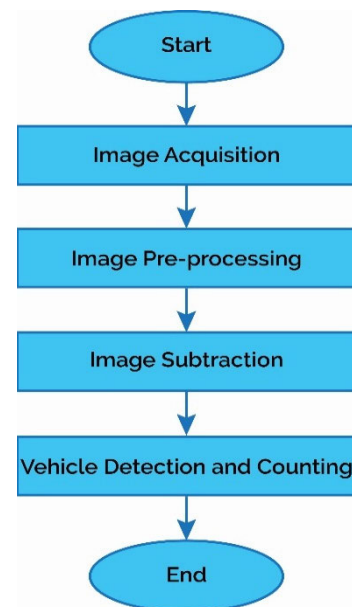 Start
Image Acquisition
Image Pre-processing
Image Subtraction
Vehicle Detection and Counting
End